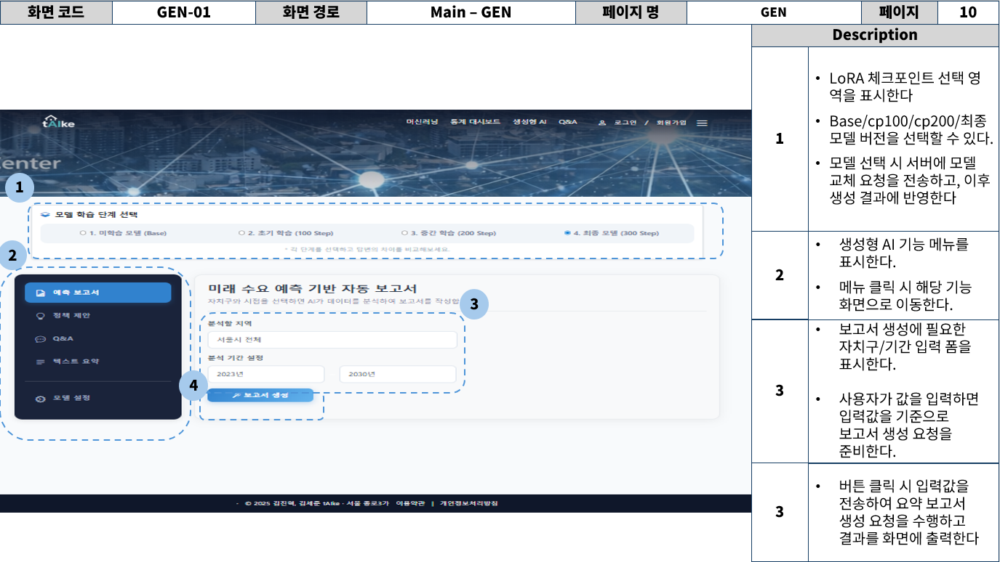 화면 코드 GEN-01 화면 경로 Main – GEN 페이지 명 GEN 페이지 10
tAIke
머신러닝 통계 대시보드 생성형 AI Q&A 로그인 / 회원가입
enter
1
모델 학습 단계 선택
1. 미학습 모델 (Base) 2. 초기 학습 (100 Step) 3. 중간 학습 (200 Step) 4. 최종 모델 (300 Step)
* 각 단계를 선택하고 답변의 차이를 비교해보세요.
2
예측 보고서
정책 제안
Q&A
텍스트 요약
모델 설정
미래 수요 예측 기반 자동 보고서
자치구와 시점을 선택하면 AI가 데이터를 분석하여 보고서를 작성합
3
분석할 지역
서울시 전체
분석 기간 설정
2023년 2030년
4
보고서 생성
- © 2025 김진혁, 김세준 tAIke · 서울 종로3가 이용약관 | 개인정보처리방침
Description
1
• LoRA 체크포인트 선택 영
역을 표시한다
• Base/cp100/cp200/최종
모델 버전을 선택할 수 있다.
• 모델 선택 시 서버에 모델
교체 요청을 전송하고, 이후
생성 결과에 반영한다
2
• 생성형 AI 기능 메뉴를
표시한다.
• 메뉴 클릭 시 해당 기능
화면으로 이동한다.
3
• 보고서 생성에 필요한
자치구/기간 입력 폼을
표시한다.
• 사용자가 값을 입력하면
입력값을 기준으로
보고서 생성 요청을
준비한다.
3
• 버튼 클릭 시 입력값을
전송하여 요약 보고서
생성 요청을 수행하고
결과를 화면에 출력한다